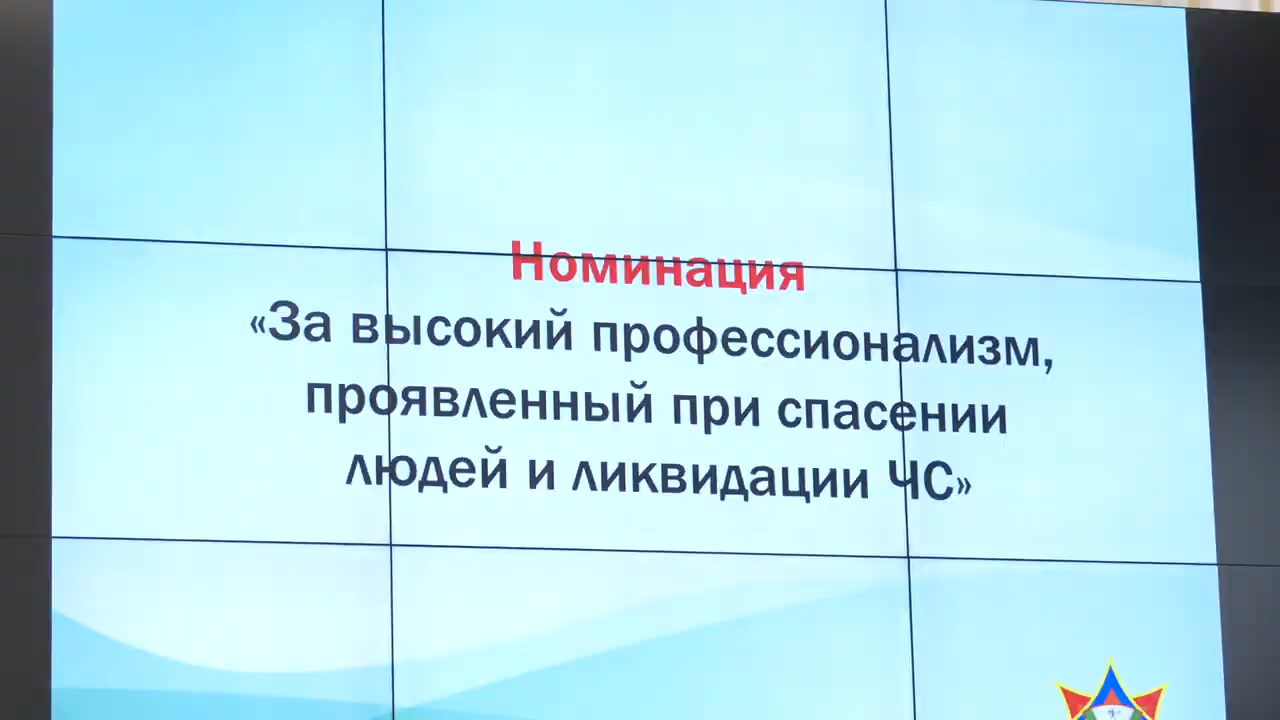 Номинация
«За высокий профессионализм,
проявленный при спасении
людей и ликвидации ЧС»